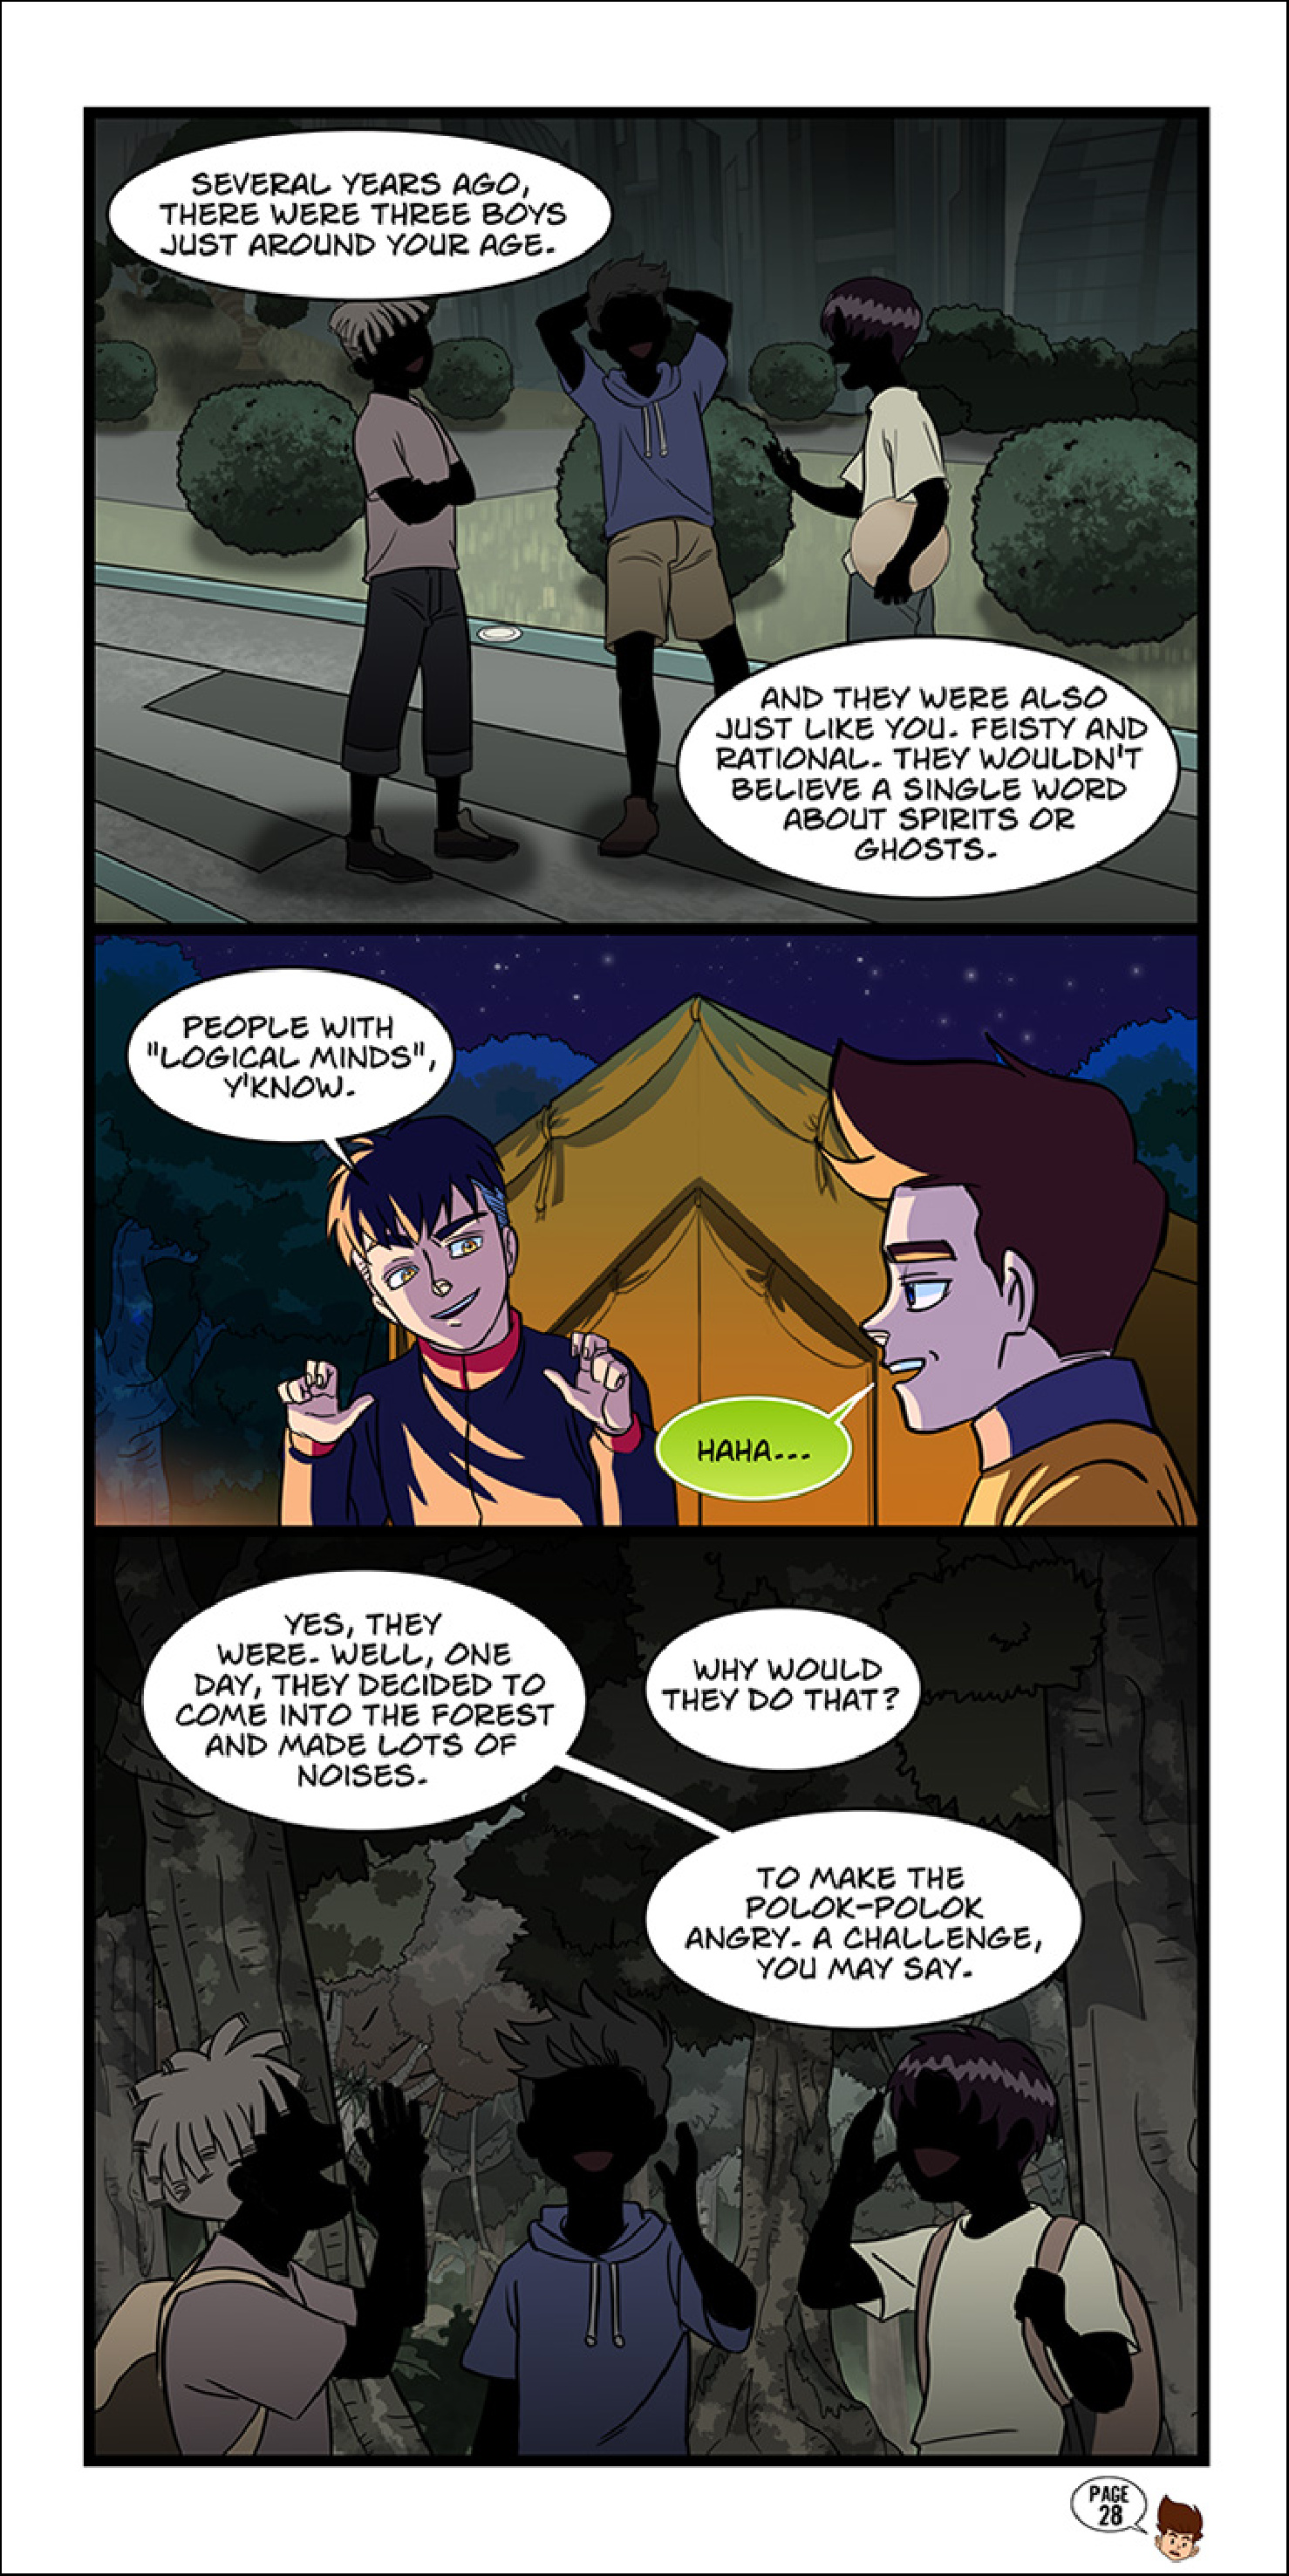 SEVERAL YEARS AGO,
THERE WERE THREE BOYS
JUST AROUND YOUR AGE.
AND THEY WERE ALSO
JUST LIKE YOU. FEISTY AND
RATIONAL. THEY WOULDN'T
BELIEVE A SINGLE WORD
ABOUT SPIRITS OR
GHOSTS.
PEOPLE WITH
"LOGICAL MINDS",
Y'KNOW.
HAHA...
YES, THEY
WERE. WELL, ONE
DAY, THEY DECIDED TO
COME INTO THE FOREST
AND MADE LOTS OF
NOISES.
WHY WOULD
THEY DO THAT?
TO MAKE THE
POLOK-POLOK
ANGRY. A CHALLENGE,
YOU MAY SAY.
PAGE
28